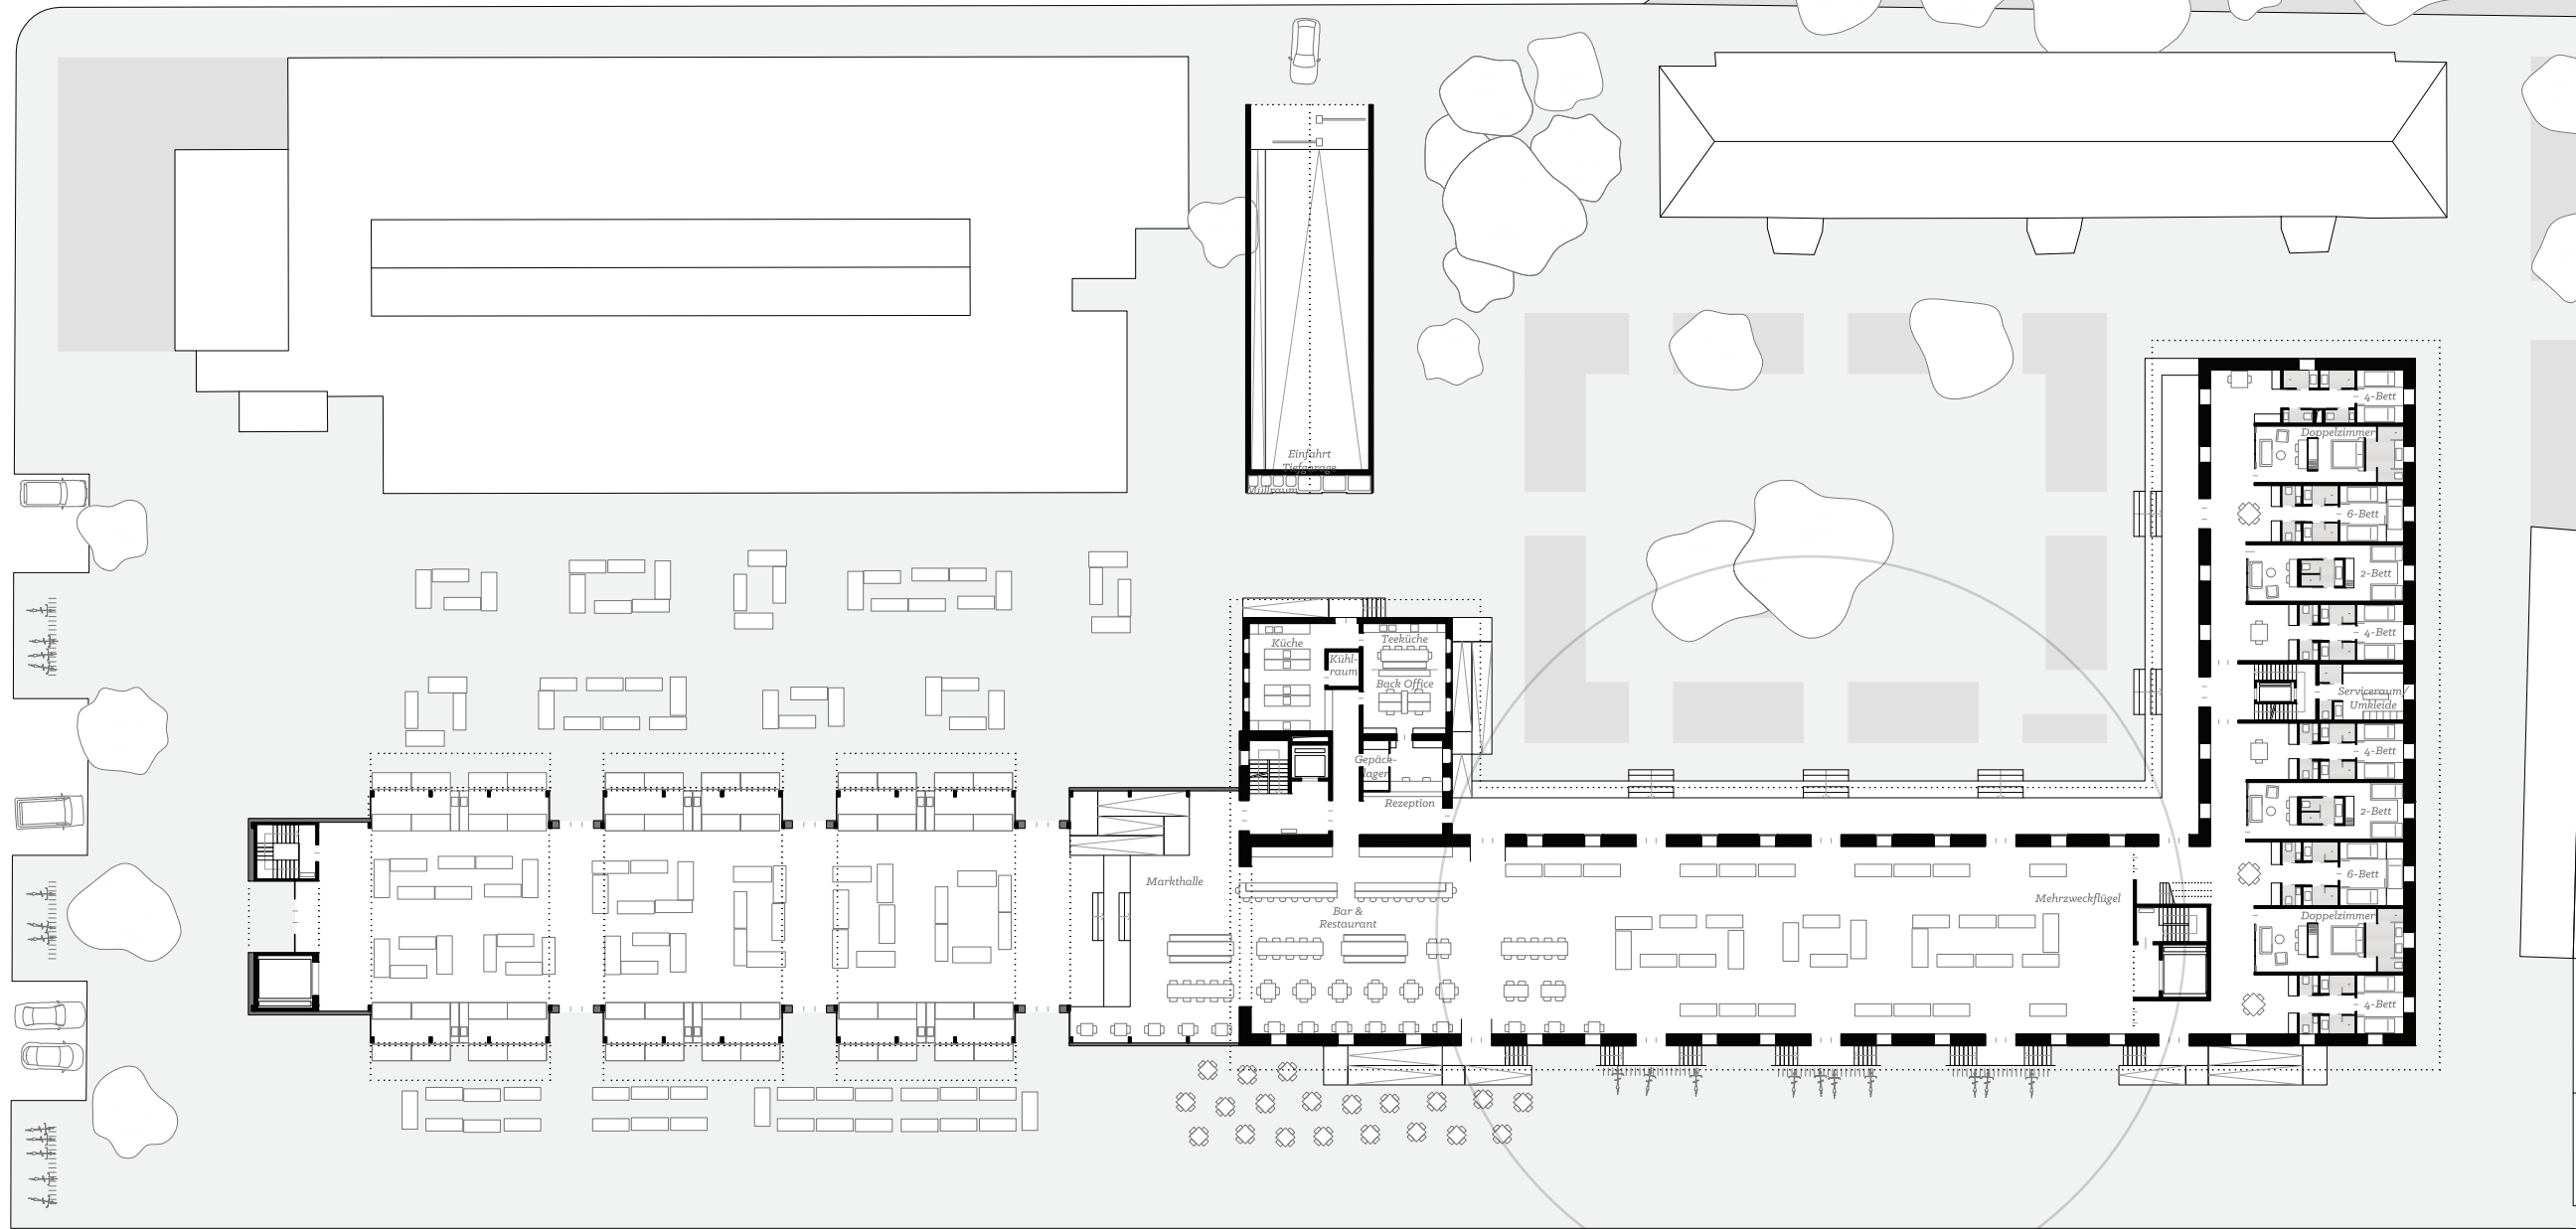 Einfahrt
Tiefgarage
Müllraum
Küche
Kühl-
raum
Teeküche
Back Office
Gepäck-
lager
Rezeption
Markthalle
Bar &
Restaurant
Mehrzweckflügel
4-Bett
Doppelzimmer
6-Bett
2-Bett
4-Bett
Serviceraum/
Umkleide
4-Bett
2-Bett
6-Bett
Doppelzimmer
4-Bett